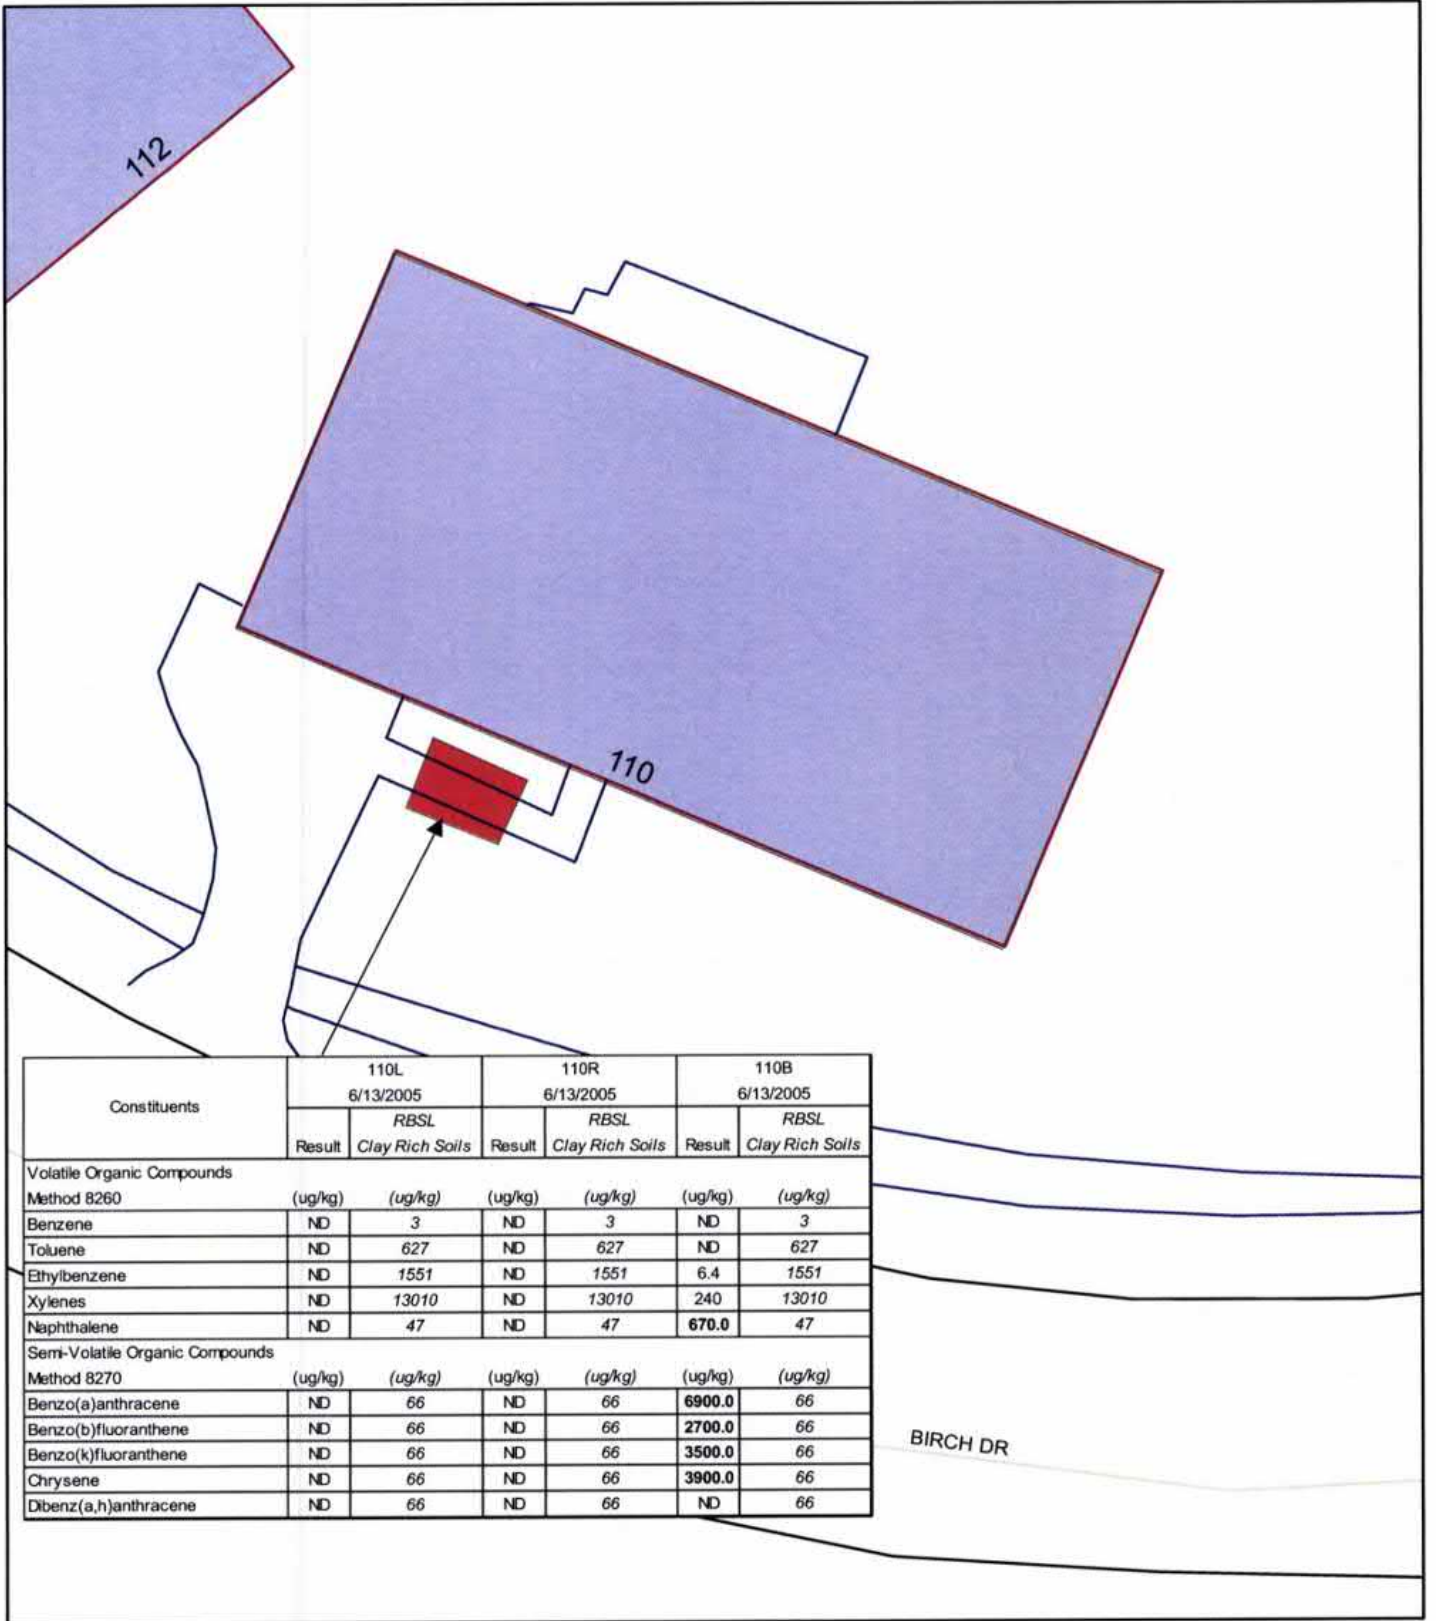 112
110
110L 110R 110B
Constituents 6/13/2005 6/13/2005 6/13/2005
RBSL RBSL RBSL
Result Clay Rich Soils Result Clay Rich Soils Result Clay Rich Soils
Volatile Organic Compounds
Method 8260 (ug/kg) (ug/kg) (ug/kg) (ug/kg) (ug/kg) (ug/kg)
Benzene ND 3 ND 3 ND 3
Toluene ND 627 ND 627 ND 627
Ethylbenzene ND 1551 ND 1551 6.4 1551
Xylenes ND 13010 ND 13010 240 13010
Naphthalene ND 47 ND 47 670.0 47
Semi-Volatile Organic Compounds
Method 8270 (ug/kg) (ug/kg) (ug/kg) (ug/kg) (ug/kg) (ug/kg)
Benzo(a)anthracene ND 66 ND 66 6900.0 66
Benzo(b)fluoranthene ND 66 ND 66 2700.0 66
Benzo(k)fluoranthene ND 66 ND 66 3500.0 66
Chrysene ND 66 ND 66 3900.0 66
Dibenz(a,h)anthracene ND 66 ND 66 ND 66
BIRCH DR